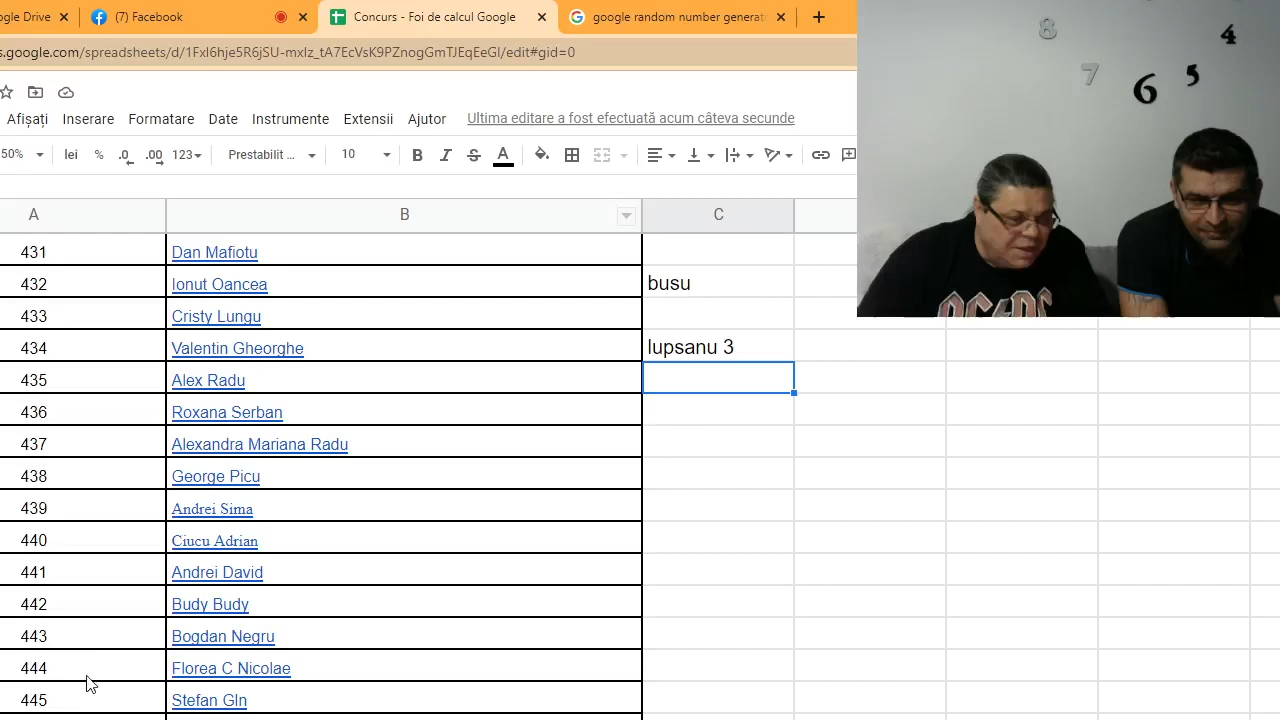 gle Drive
(7) Facebook
Concurs - Foi de calcul Google
google random number generat
s.google.com/spreadsheets/d/1FxI6hje5R6jSU-mxIz_tA7EcVsK9PZnogGmTJEqEeGI/edit#gid=0
Afișați Inserare Formatare Date Instrumente Extensii Ajutor Ultima editare a fost efectuată acum câteva secunde
50% lei % .0 .00 123 Prestabilit ... 10 B I S A
A B C
431 Dan Mafiotu
432 Ionut Oancea busu
433 Cristy Lungu
434 Valentin Gheorghe lupsanu 3
435 Alex Radu
436 Roxana Serban
437 Alexandra Mariana Radu
438 George Picu
439 Andrei Sima
440 Ciucu Adrian
441 Andrei David
442 Budy Budy
443 Bogdan Negru
444 Florea C Nicolae
445 Stefan Gln
8 4
7 6 5
AC/DC